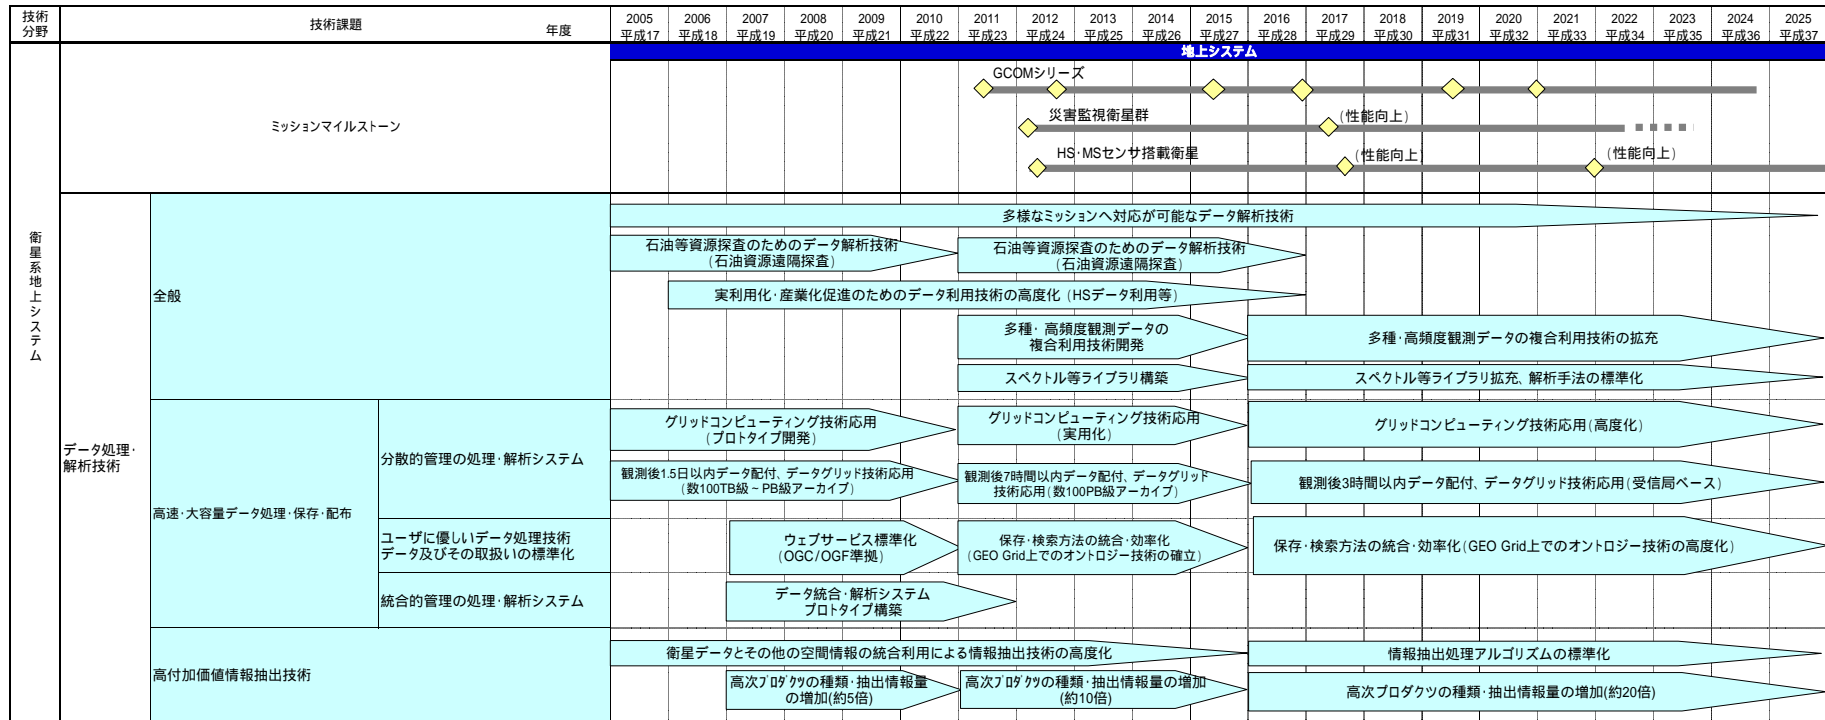 技術
分野
技術課題
年度
2005 2006 2007 2008 2009 2010 2011 2012 2013 2014 2015 2016 2017 2018 2019 2020 2021 2022 2023 2024 2025
平成17 平成18 平成19 平成20 平成21 平成22 平成23 平成24 平成25 平成26 平成27 平成28 平成29 平成30 平成31 平成32 平成33 平成34 平成35 平成36 平成37
地上システム
衛星系地上システム
ミッションマイルストーン
GCOMシリーズ
災害監視衛星群
(性能向上)
HS・MSセンサ搭載衛星
(性能向上)
(性能向上)
データ処理・
解析技術
全般
多様なミッションへ対応が可能なデータ解析技術
石油等資源探査のためのデータ解析技術
(石油資源遠隔探査)
石油等資源探査のためのデータ解析技術
(石油資源遠隔探査)
実利用化・産業化促進のためのデータ利用技術の高度化 (HSデータ利用等)
多種・高頻度観測データの
複合利用技術開発
多種・高頻度観測データの複合利用技術の拡充
スペクトル等ライブラリ構築
スペクトル等ライブラリ拡充、解析手法の標準化
高速・大容量データ処理・保存・配布
分散的管理の処理・解析システム
グリッドコンピューティング技術応用
(プロトタイプ開発)
グリッドコンピューティング技術応用
(実用化)
グリッドコンピューティング技術応用(高度化)
観測後1.5日以内データ配付、データグリッド技術応用
(数100TB級~PB級アーカイブ)
観測後7時間以内データ配付、データグリッド
技術応用(数100PB級アーカイブ)
観測後3時間以内データ配付、データグリッド技術応用(受信局ベース)
ユーザに優しいデータ処理技術
データ及びその取扱いの標準化
ウェブサービス標準化
(OGC/OGF準拠)
保存・検索方法の統合・効率化
(GEO Grid上でのオントロジー技術の確立)
保存・検索方法の統合・効率化(GEO Grid上でのオントロジー技術の高度化)
統合的管理の処理・解析システム
データ統合・解析システム
プロトタイプ構築
高付加価値情報抽出技術
衛星データとその他の空間情報の統合利用による情報抽出技術の高度化
情報抽出処理アルゴリズムの標準化
高次プロダクツの種類・抽出情報量
の増加(約5倍)
高次プロダクツの種類・抽出情報量の増加
(約10倍)
高次プロダクツの種類・抽出情報量の増加(約20倍)